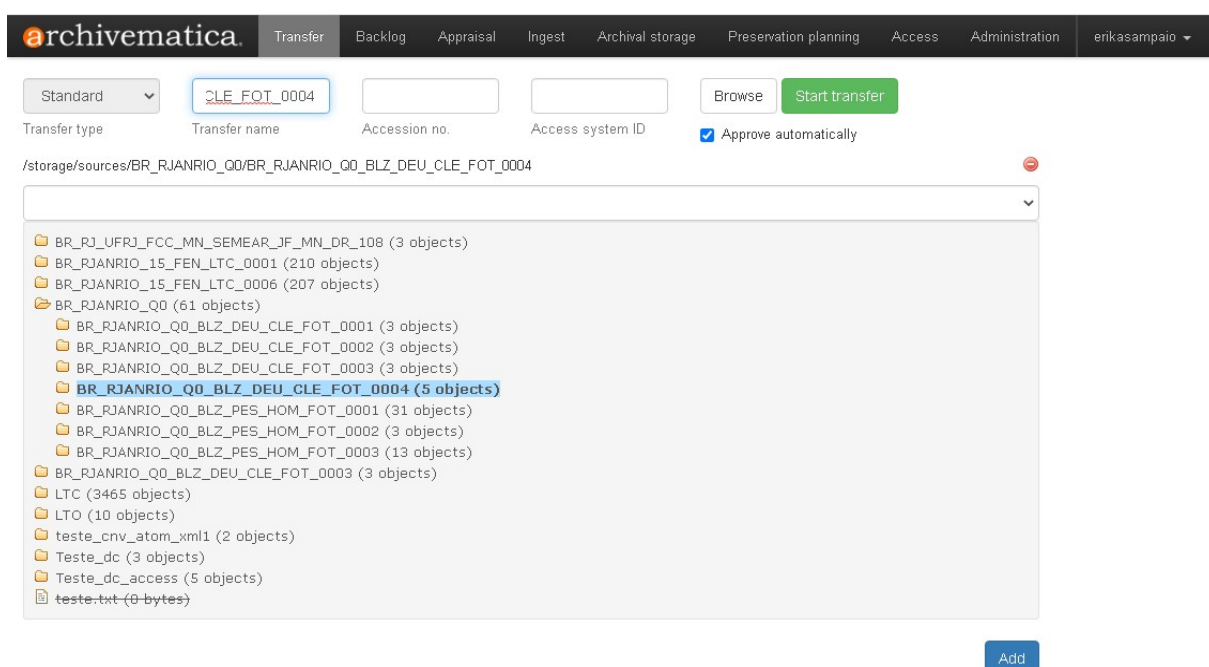 archivematica. Transfer Backlog Appraisal Ingest Archival storage Preservation planning Access Administration erikasampaio
Standard CLE_FOT_0004 Browse Start transfer
Transfer type Transfer name Accession no. Access system ID Approve automatically
/storage/sources/BR_RJANRIO_Q0/BR_RJANRIO_Q0_BLZ_DEU_CLE_FOT_0004
BR_RJ_UFRJ_FCC_MN_SEMEAR_JF_MN_DR_108 (3 objects)
BR_RJANRIO_15_FEN_LTC_0001 (210 objects)
BR_RJANRIO_15_FEN_LTC_0006 (207 objects)
BR_RJANRIO_Q0 (61 objects)
BR_RJANRIO_Q0_BLZ_DEU_CLE_FOT_0001 (3 objects)
BR_RJANRIO_Q0_BLZ_DEU_CLE_FOT_0002 (3 objects)
BR_RJANRIO_Q0_BLZ_DEU_CLE_FOT_0003 (3 objects)
BR_RJANRIO_Q0_BLZ_DEU_CLE_FOT_0004 (5 objects)
BR_RJANRIO_Q0_BLZ_PES_HOM_FOT_0001 (31 objects)
BR_RJANRIO_Q0_BLZ_PES_HOM_FOT_0002 (3 objects)
BR_RJANRIO_Q0_BLZ_PES_HOM_FOT_0003 (13 objects)
BR_RJANRIO_Q0_BLZ_DEU_CLE_FOT_0003 (3 objects)
LTC (3465 objects)
LTO (10 objects)
teste_cnv_atom_xml1 (2 objects)
Teste_dc (3 objects)
Teste_dc_access (5 objects)
teste.txt (0 bytes)
Add